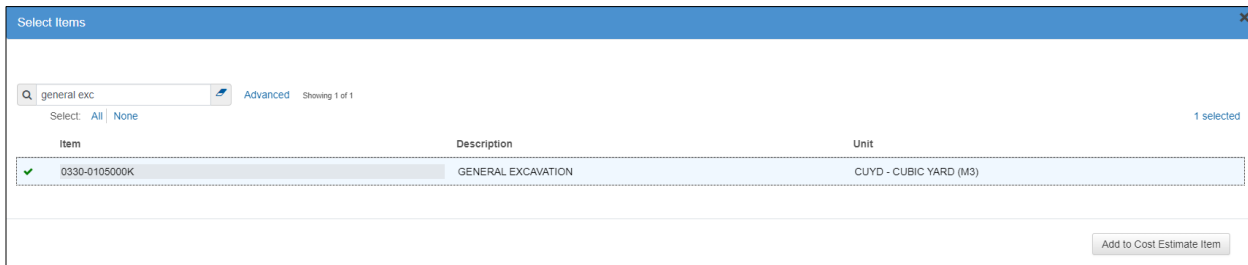 Select Items
general exc Advanced Showing 1 of 1
Select: All None 1 selected
Item Description Unit
0330-0105000K GENERAL EXCAVATION CUYD - CUBIC YARD (M3)
Add to Cost Estimate Item